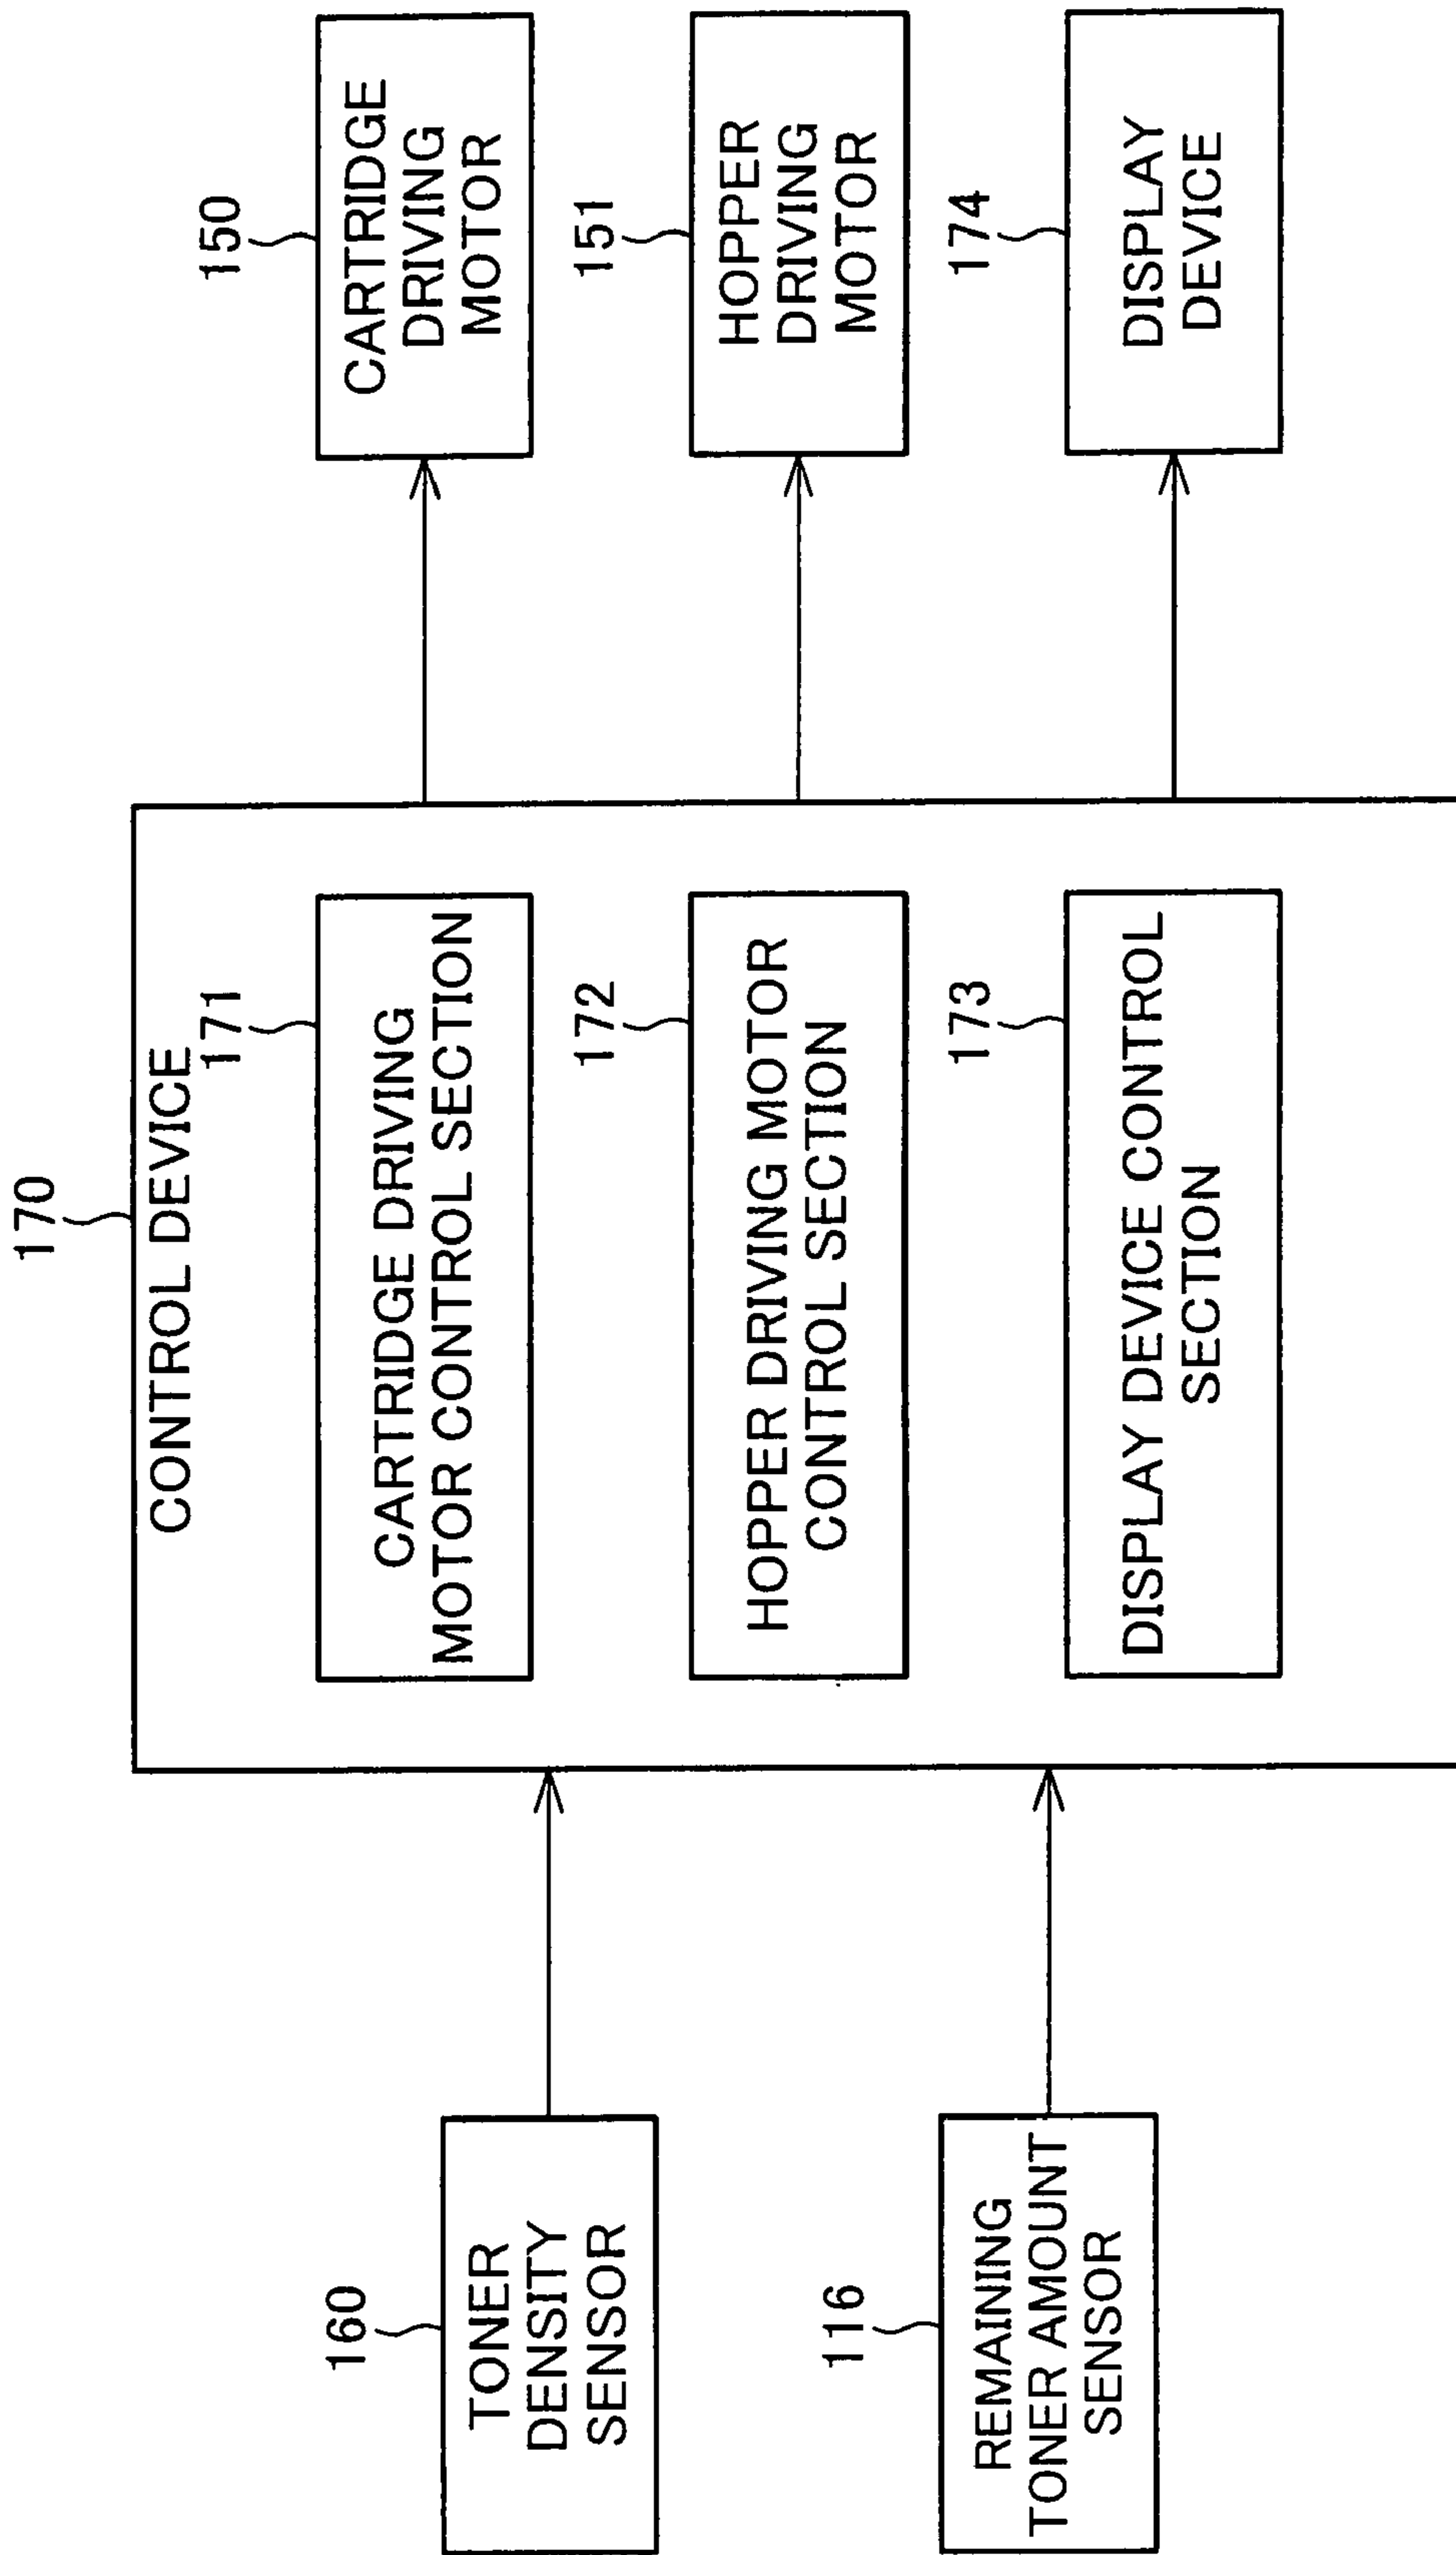 170
CONTROL DEVICE
160
TONER
DENSITY
SENSOR
116
REMAINING
TONER AMOUNT
SENSOR
171
CARTRIDGE DRIVING
MOTOR CONTROL SECTION
172
HOPPER DRIVING MOTOR
CONTROL SECTION
173
DISPLAY DEVICE CONTROL
SECTION
150
CARTRIDGE
DRIVING
MOTOR
151
HOPPER
DRIVING
MOTOR
174
DISPLAY
DEVICE